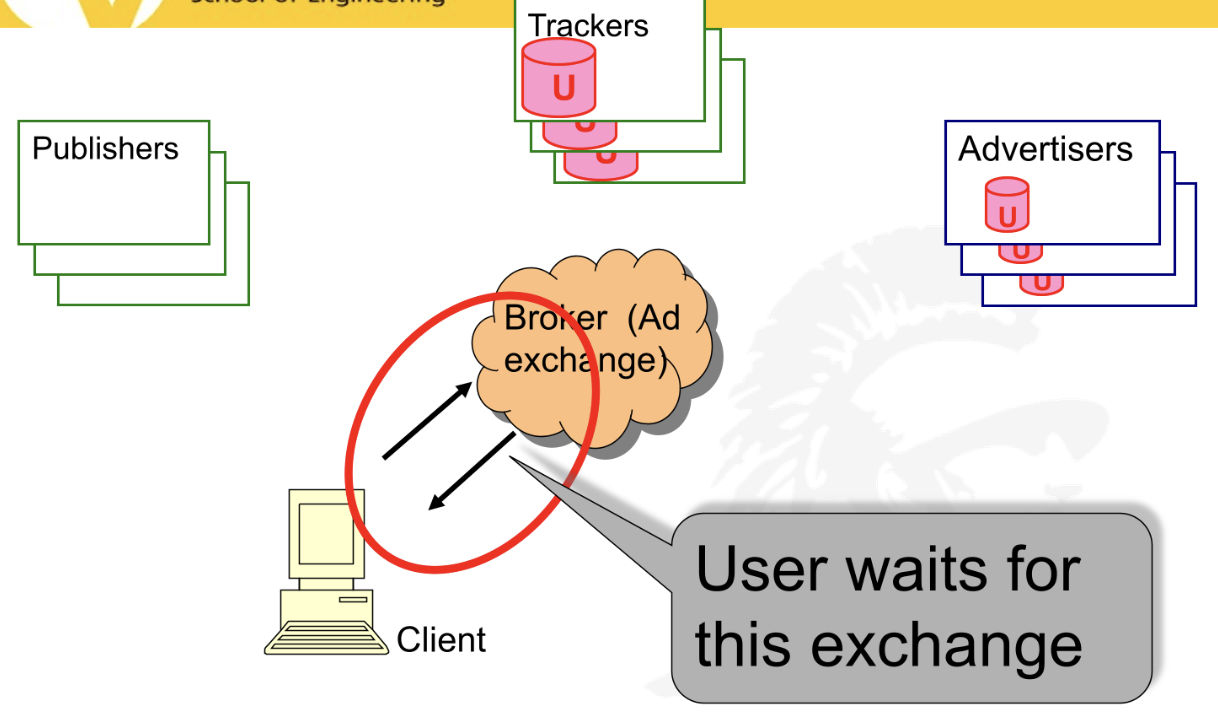 School of Engineering
Trackers
U
U
U
Publishers
Advertisers
U
U
U
Broker (Ad
exchange)
User waits for
this exchange
Client